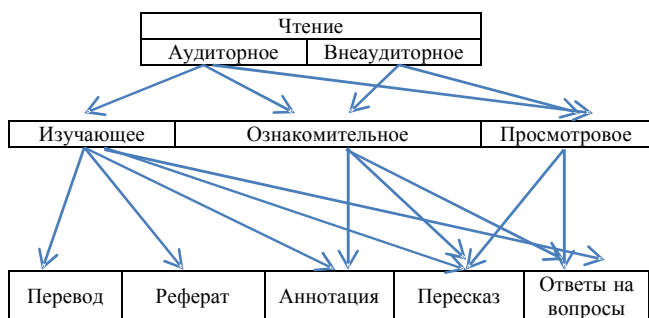 Чтение
Аудиторное Внеаудиторное
Изучающее Ознакомительное Просмотровое
Перевод Реферат Аннотация Пересказ Ответы на
вопросы